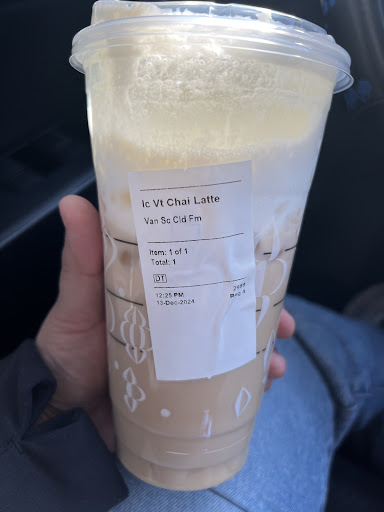 Ic Vt Chai Latte
Van Sc Cld Fm
Item: 1 of 1
Total: 1
DT
12:25 PM
13-Dec-2024